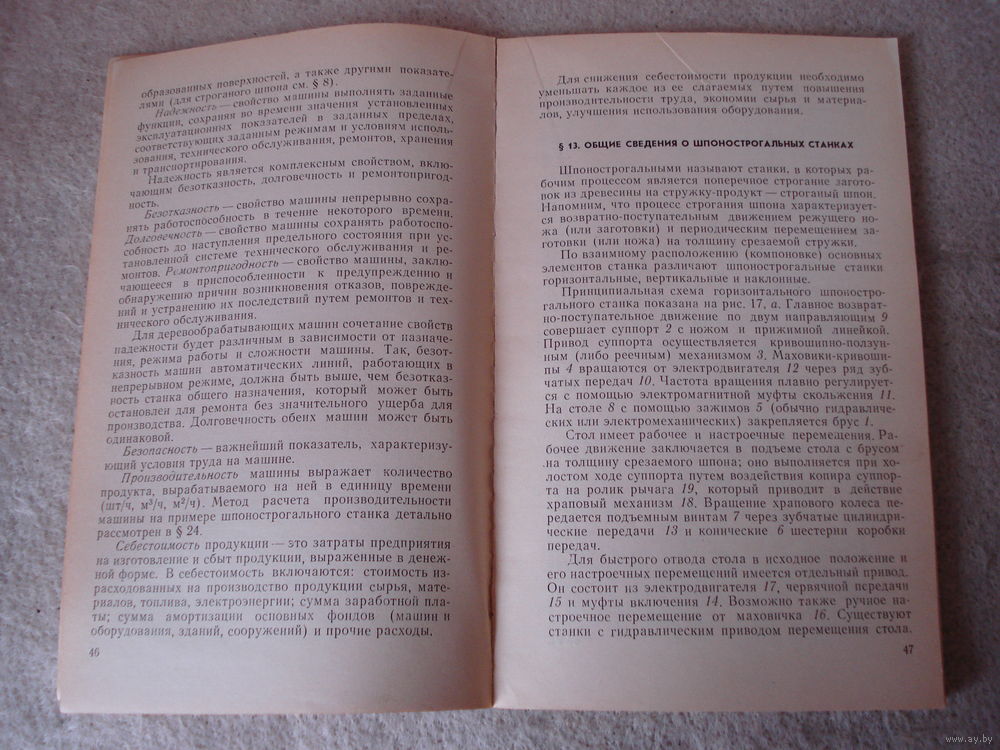 образованных поверхностей, а также другими показате-
лями (для строганого шпона см. § 8).
Надежность — свойство машины выполнять заданные
функции, сохраняя во времени значения установленных
эксплуатационных показателей в заданных пределах,
соответствующих заданным режимам и условиям исполь-
зования, технического обслуживания, ремонтов, хранения
и транспортирования.
Надежность является комплексным свойством, вклю-
чающим безотказность, долговечность и ремонтопригод-
ность.
Безотказность — свойство машины непрерывно сохра-
нять работоспособность в течение некоторого времени.
Долговечность — свойство машины сохранять работоспо-
собность до наступления предельного состояния при ус-
тановленной системе технического обслуживания и ре-
монтов. Ремонтопригодность — свойство машины, заклю-
чающееся в приспособленности к предупреждению и
обнаружению причин возникновения отказов, поврежде-
ний и устранению их последствий путем ремонтов и тех-
нического обслуживания.
Для деревообрабатывающих машин сочетание свойств
надежности будет различным в зависимости от назначе-
ния, режима работы и сложности машины. Так, безот-
казность машин автоматических линий, работающих в
непрерывном режиме, должна быть выше, чем безотказ-
ность станка общего назначения, который может быть
остановлен для ремонта без значительного ущерба для
производства. Долговечность обеих машин может быть
одинаковой.
Безопасность — важнейший показатель, характеризу-
ющий условия труда на машине.
Производительность машины выражает количество
продукта, вырабатываемого на ней в единицу времени
(шт/ч, м³/ч, м²/ч). Метод расчета производительности
машины на примере шпонострогального станка детально
рассмотрен в § 24.
Себестоимость продукции — это затраты предприятия
на изготовление и сбыт продукции, выраженные в денеж-
ной форме. В себестоимость включаются: стоимость из-
расходованных на производство продукции сырья, мате-
риалов, топлива, электроэнергии; сумма заработной пла-
ты; сумма амортизации основных фондов (машин и
оборудования, зданий, сооружений) и прочие расходы.
46
Для снижения себестоимости продукции необходимо
уменьшать каждое из ее слагаемых путем повышения
производительности труда, экономии сырья и материа-
лов, улучшения использования оборудования.
§ 13. ОБЩИЕ СВЕДЕНИЯ О ШПОНОСТРОГАЛЬНЫХ СТАНКАХ
Шпонострогальными называют станки, в которых ра-
бочим процессом является поперечное строгание загото-
вок из древесины на стружку-продукт — строганый шпон.
Напомним, что процесс строгания шпона характеризует-
ся возвратно-поступательным движением режущего но-
жа (или заготовки) и периодическим перемещением за-
готовки (или ножа) на толщину срезаемой стружки.
По взаимному расположению (компоновке) основных
элементов станка различают шпонострогальные станки
горизонтальные, вертикальные и наклонные.
Принципиальная схема горизонтального шпоностро-
гального станка показана на рис. 17, а. Главное возврат-
но-поступательное движение по двум направляющим 9
совершает суппорт 2 с ножом и прижимной линейкой.
Привод суппорта осуществляется кривошипно-ползун-
ным (либо реечным) механизмом 3. Маховики-кривоши-
пы 4 вращаются от электродвигателя 12 через ряд зуб-
чатых передач 10. Частота вращения плавно регулирует-
ся с помощью электромагнитной муфты скольжения 11.
На столе 8 с помощью зажимов 5 (обычно гидравличе-
ских или электромеханических) закрепляется брус 1.
Стол имеет рабочее и настроечные перемещения. Ра-
бочее движение заключается в подъеме стола с брусом
на толщину срезаемого шпона; оно выполняется при хо-
лостом ходе суппорта путем воздействия копира суппор-
та на ролик рычага 19, который приводит в действие
храповый механизм 18. Вращение храпового колеса пе-
редается подъемным винтам 7 через зубчатые цилиндри-
ческие передачи 13 и конические 6 шестерни коробки
передач.
Для быстрого отвода стола в исходное положение и
его настроечных перемещений имеется отдельный привод.
Он состоит из электродвигателя 17, червячной передачи
15 и муфты включения 14. Возможно также ручное на-
строечное перемещение от маховичка 16. Существуют
станки с гидравлическим приводом перемещения стола.
47
www.ay.by